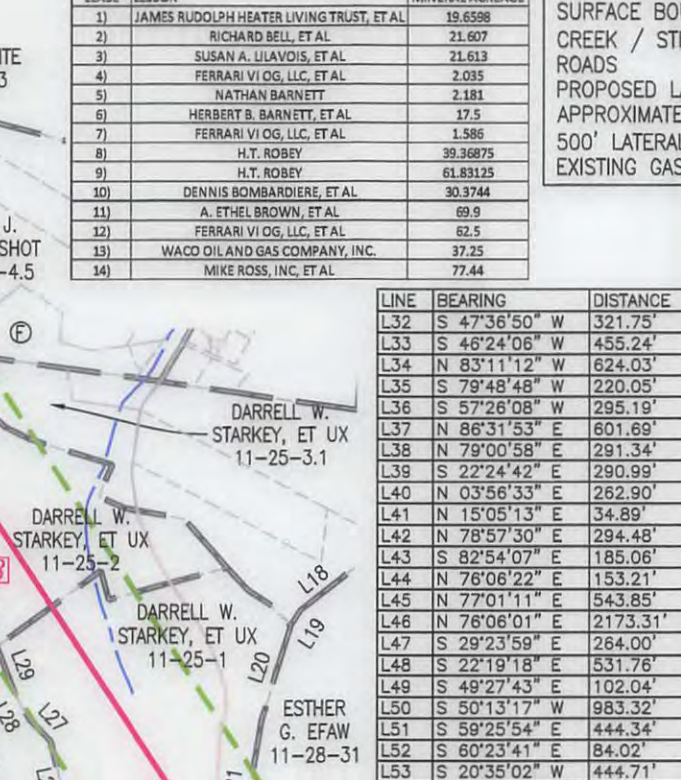 1) JAMES RUDOLPH HEATER LIVING TRUST, ET AL 19.6598
2) RICHARD BELL, ET AL 21.607
3) SUSAN A. LILAVOIS, ET AL 21.613
4) FERRARI VI OG, LLC, ET AL 2.035
5) NATHAN BARNETT 2.181
6) HERBERT B. BARNETT, ET AL 17.5
7) FERRARI VI OG, LLC, ET AL 1.586
8) H.T. ROBEY 39.36875
9) H.T. ROBEY 61.83125
10) DENNIS BOMBARDIERE, ET AL 30.3744
11) A. ETHEL BROWN, ET AL 69.9
12) FERRARI VI OG, LLC, ET AL 62.5
13) WACO OIL AND GAS COMPANY, INC. 37.25
14) MIKE ROSS, INC, ET AL 77.44
SURFACE BOU
CREEK / STR
ROADS
PROPOSED LA
APPROXIMATE
500' LATERAL
EXISTING GAS
ITE
3
J.
SHOT
-4.5
F
DARRELL W.
STARKEY, ET UX
11-25-3.1
DARRELL W.
STARKEY, ET UX
11-25-2
DARRELL W.
STARKEY, ET UX
11-25-1
L18
L19
L20
L29
L28
L27
ESTHER
G. EFAW
11-28-31
LINE BEARING DISTANCE
L32 S 47°36'50" W 321.75'
L33 S 46°24'06" W 455.24'
L34 N 83°11'12" W 624.03'
L35 S 79°48'48" W 220.05'
L36 S 57°26'08" W 295.19'
L37 N 86°31'53" E 601.69'
L38 N 79°00'58" E 291.34'
L39 S 22°24'42" E 290.99'
L40 N 03°56'33" E 262.90'
L41 N 15°05'13" E 34.89'
L42 N 78°57'30" E 294.48'
L43 S 82°54'07" E 185.06'
L44 N 76°06'22" E 153.21'
L45 N 77°01'11" E 543.85'
L46 N 76°06'01" E 2173.31'
L47 S 29°23'59" E 264.00'
L48 S 22°19'18" E 531.76'
L49 S 49°27'43" E 102.04'
L50 S 50°13'17" W 983.32'
L51 S 59°25'54" E 444.34'
L52 S 60°23'41" E 84.02'
L53 S 20°35'02" W 444.71'